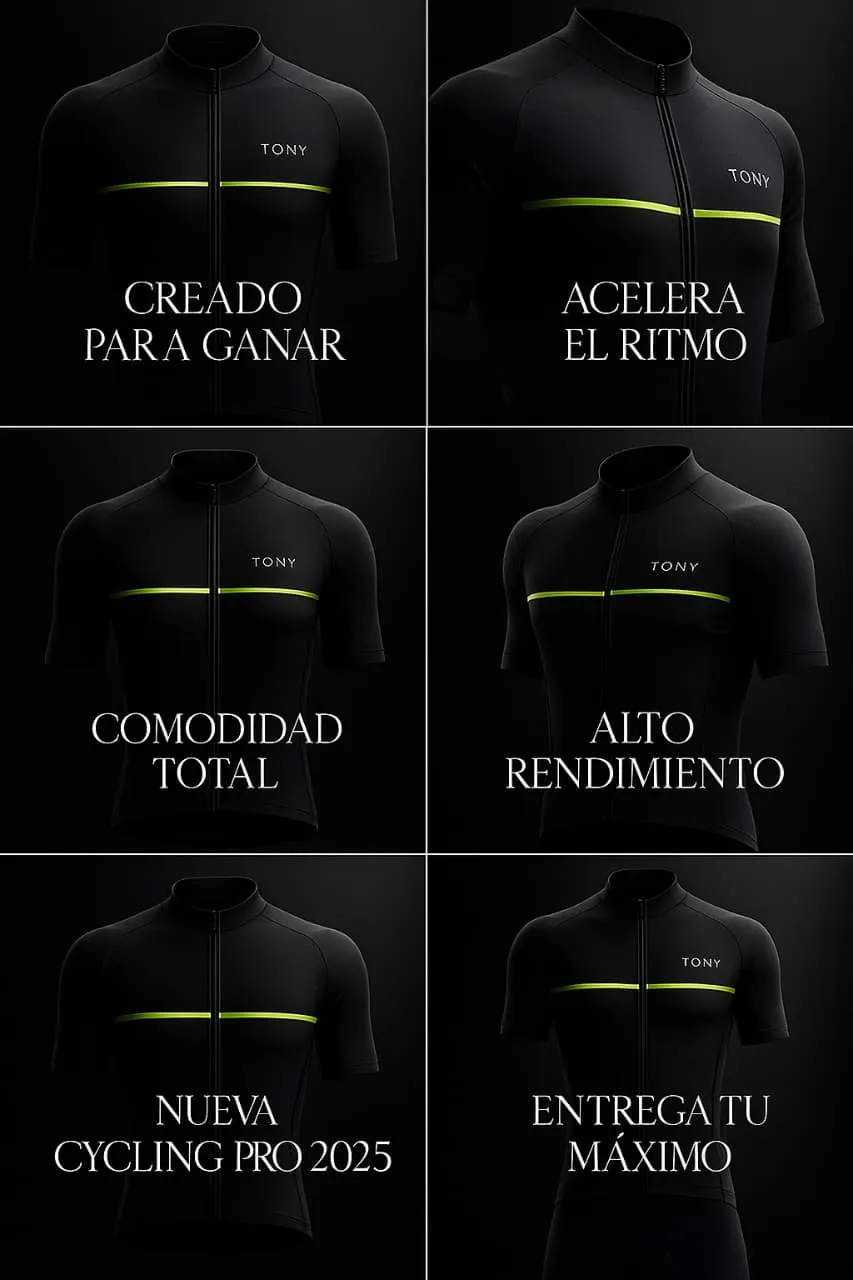 TONY
CREADO
PARA GANAR
TONY
ACELERA
EL RITMO
TONY
COMODIDAD
TOTAL
TONY
ALTO
RENDIMIENTO
NUEVA
CYCLING PRO 2025
TONY
ENTREGA TU
MÁXIMO